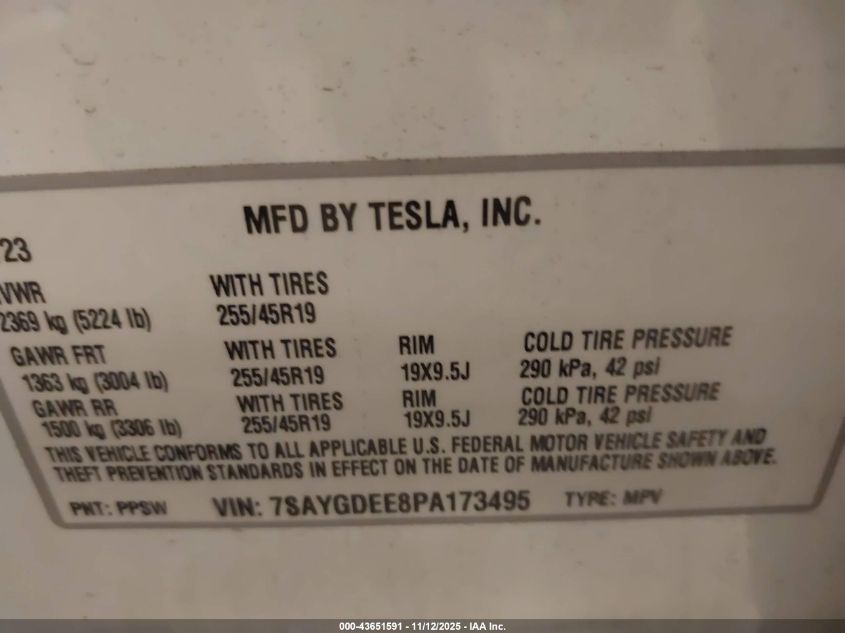 MFD BY TESLA, INC.
/23
VWR WITH TIRES
2369 kg (5224 lb) 255/45R19
GAWR FRT WITH TIRES RIM COLD TIRE PRESSURE
1363 kg (3004 lb) 255/45R19 19X9.5J 290 kPa, 42 psi
GAWR RR WITH TIRES RIM COLD TIRE PRESSURE
1500 kg (3306 lb) 255/45R19 19X9.5J 290 kPa, 42 psi
THIS VEHICLE CONFORMS TO ALL APPLICABLE U.S. FEDERAL MOTOR VEHICLE SAFETY AND
THEFT PREVENTION STANDARDS IN EFFECT ON THE DATE OF MANUFACTURE SHOWN ABOVE.
PNT: PPSW VIN: 7SAYGDEE8PA173495 TYPE: MPV
000-43651591 - 11/12/2025 - IAA Inc.